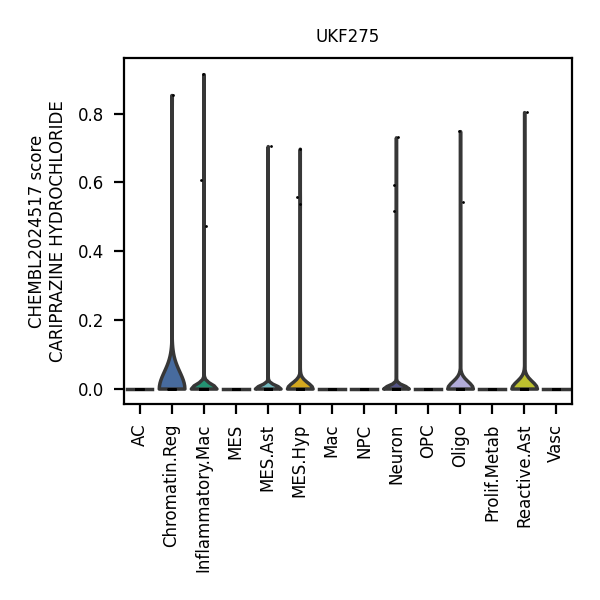 UKF275
CHEMBL2024517 score
CARIPRAZINE HYDROCHLORIDE
0.8
0.6
0.4
0.2
0.0
AC
Chromatin.Reg
Inflammatory.Mac
MES
MES.Ast
MES.Hyp
Mac
NPC
Neuron
OPC
Oligo
Prolif.Metab
Reactive.Ast
Vasc